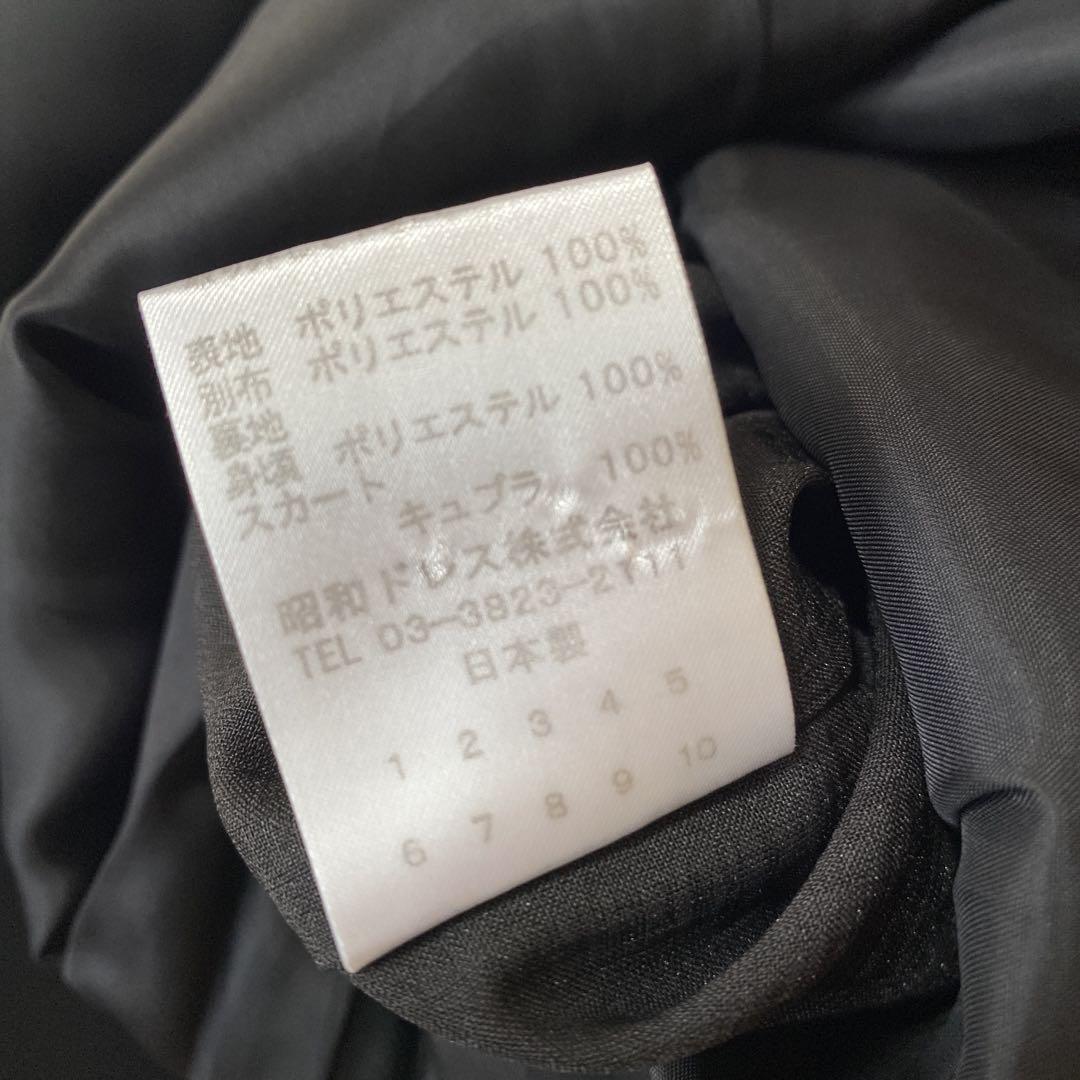 表地 ポリエステル 100%
別布 ポリエステル 100%
裏地
身頃 ポリエステル 100%
スカート
キュプラ 100%
昭和ドレス株式会社
TEL 03-3823-2111
日本製
1 2 3 4 5
6 7 8 9 10